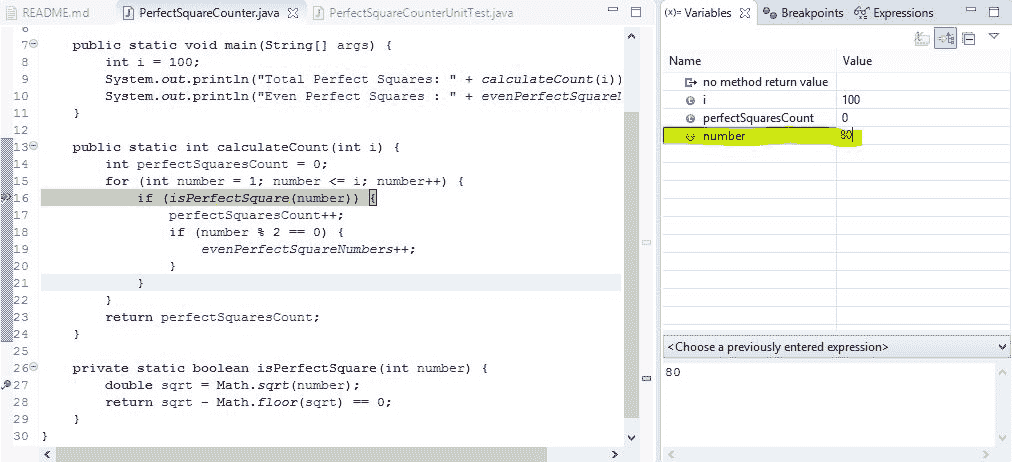 README.md PerfectSquareCounter.java PerfectSquareCounterUnitTest.java
6
7 public static void main(String[] args) {
8 int i = 100;
9 System.out.println("Total Perfect Squares: " + calculateCount(i))
10 System.out.println("Even Perfect Squares : " + evenPerfectSquare
11 }
12
13 public static int calculateCount(int i) {
14 int perfectSquaresCount = 0;
15 for (int number = 1; number <= i; number++) {
16 if (isPerfectSquare(number)) {
17 perfectSquaresCount++;
18 if (number % 2 == 0) {
19 evenPerfectSquareNumbers++;
20 }
21 }
22 }
23 return perfectSquaresCount;
24 }
25
26 private static boolean isPerfectSquare(int number) {
27 double sqrt = Math.sqrt(number);
28 return sqrt - Math.floor(sqrt) == 0;
29 }
30 }
(x)= Variables Breakpoints Expressions
Name Value
no method return value
i 100
perfectSquaresCount 0
number 80
<Choose a previously entered expression>
80